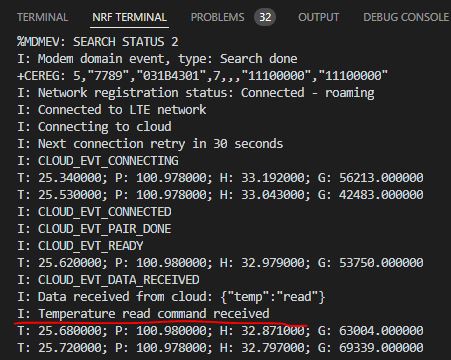 TERMINAL NRF TERMINAL PROBLEMS 32 OUTPUT DEBUG CONSOLE
%MDMEV: SEARCH STATUS 2
I: Modem domain event, type: Search done
+CEREG: 5,"7789","031B4301",7,,,"11100000","11100000"
I: Network registration status: Connected - roaming
I: Connected to LTE network
I: Connecting to cloud
I: Next connection retry in 30 seconds
I: CLOUD_EVT_CONNECTING
T: 25.340000; P: 100.978000; H: 33.192000; G: 56213.000000
T: 25.530000; P: 100.978000; H: 33.043000; G: 42483.000000
I: CLOUD_EVT_CONNECTED
I: CLOUD_EVT_PAIR_DONE
I: CLOUD_EVT_READY
T: 25.620000; P: 100.980000; H: 32.979000; G: 53750.000000
I: CLOUD_EVT_DATA_RECEIVED
I: Data received from cloud: {"temp":"read"}
I: Temperature read command received
T: 25.680000; P: 100.980000; H: 32.871000; G: 63004.000000
T: 25.720000; P: 100.980000; H: 32.797000; G: 69339.000000